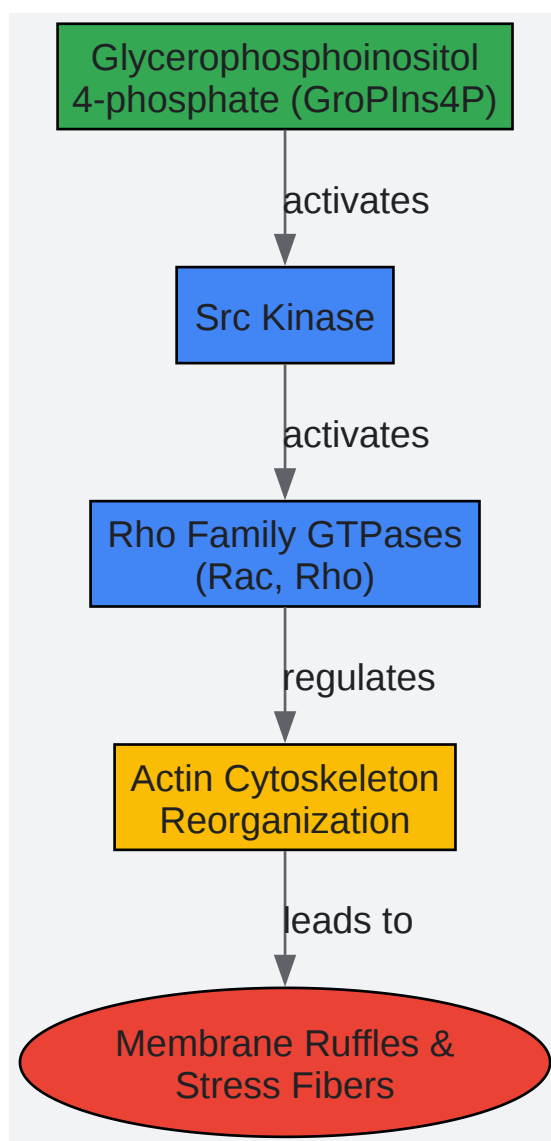 Glycerophosphoinositol
4-phosphate (GroPIns4P)
activates
Src Kinase
activates
Rho Family GTPases
(Rac, Rho)
regulates
Actin Cytoskeleton
Reorganization
leads to
Membrane Ruffles &
Stress Fibers